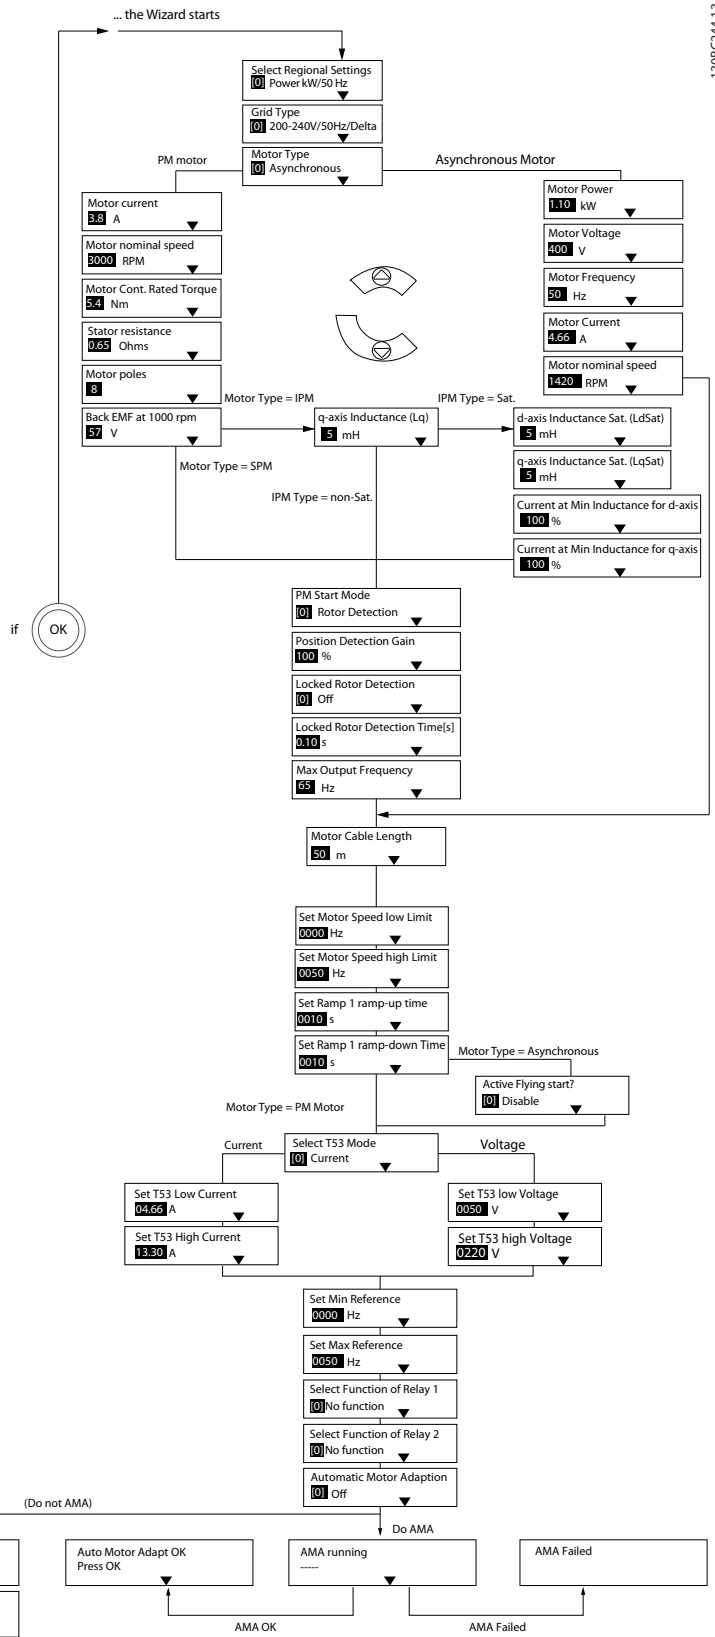 ... the Wizard starts
Select Regional Settings
[0] Power kW/50 Hz
Grid Type
[0] 200-240V/50Hz/Delta
Motor Type
[0] Asynchronous
PM motor
Asynchronous Motor
Motor current
3.8 A
Motor nominal speed
3000 RPM
Motor Cont. Rated Torque
5.4 Nm
Stator resistance
0.65 Ohms
Motor poles
8
Back EMF at 1000 rpm
57 V
Motor Power
1.10 kW
Motor Voltage
400 V
Motor Frequency
50 Hz
Motor Current
4.66 A
Motor nominal speed
1420 RPM
Motor Type = IPM
q-axis Inductance (Lq)
5 mH
IPM Type = Sat.
d-axis Inductance Sat. (LdSat)
5 mH
q-axis Inductance Sat. (LqSat)
5 mH
Current at Min Inductance for d-axis
100 %
Current at Min Inductance for q-axis
100 %
Motor Type = SPM
IPM Type = non-Sat.
if
OK
PM Start Mode
[0] Rotor Detection
Position Detection Gain
100 %
Locked Rotor Detection
[0] Off
Locked Rotor Detection Time[s]
0.10 s
Max Output Frequency
65 Hz
Motor Cable Length
50 m
Set Motor Speed low Limit
0000 Hz
Set Motor Speed high Limit
0050 Hz
Set Ramp 1 ramp-up time
0010 s
Set Ramp 1 ramp-down Time
0010 s
Motor Type = Asynchronous
Active Flying start?
[0] Disable
Motor Type = PM Motor
Current
Select T53 Mode
[0] Current
Voltage
Set T53 Low Current
04.66 A
Set T53 High Current
13.30 A
Set T53 low Voltage
0050 V
Set T53 high Voltage
0220 V
Set Min Reference
0000 Hz
Set Max Reference
0050 Hz
Select Function of Relay 1
[0] No function
Select Function of Relay 2
[0] No function
Automatic Motor Adaption
[0] Off
(Do not AMA)
Do AMA
Auto Motor Adapt OK
Press OK
AMA running
-----
AMA Failed
AMA OK
AMA Failed